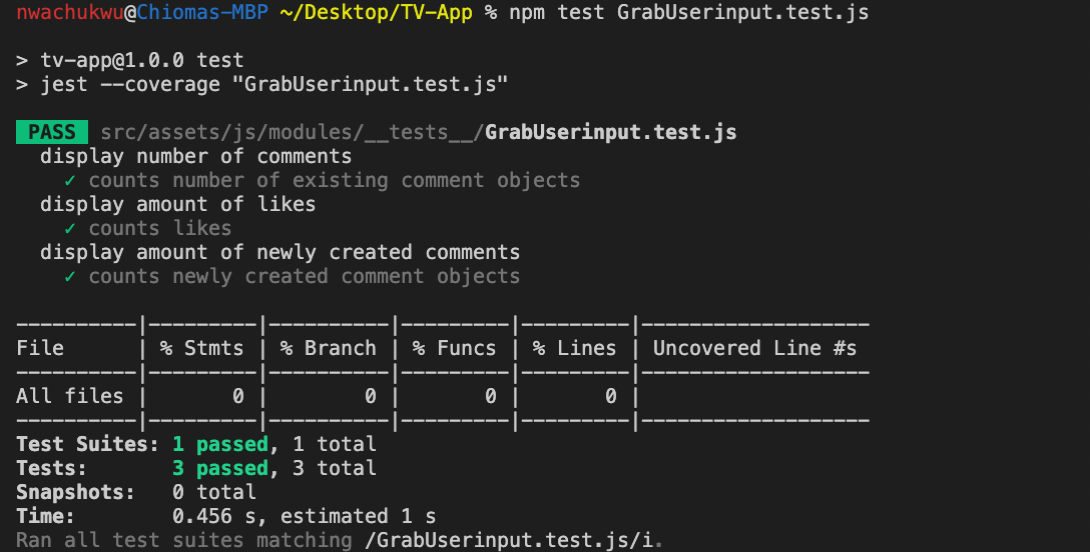 nwachukwu@Chiomas-MBP ~/Desktop/TV-App % npm test GrabUserinput.test.js
> tv-app@1.0.0 test
> jest --coverage "GrabUserinput.test.js"
PASS src/assets/js/modules/__tests__/GrabUserinput.test.js
display number of comments
✓ counts number of existing comment objects
display amount of likes
✓ counts likes
display amount of newly created comments
✓ counts newly created comment objects
----------|---------|----------|---------|---------|-------------------
File      | % Stmts | % Branch | % Funcs | % Lines | Uncovered Line #s
----------|---------|----------|---------|---------|-------------------
All files |       0 |        0 |       0 |       0 |
----------|---------|----------|---------|---------|-------------------
Test Suites: 1 passed, 1 total
Tests:       3 passed, 3 total
Snapshots:   0 total
Time:        0.456 s, estimated 1 s
Ran all test suites matching /GrabUserinput.test.js/i.